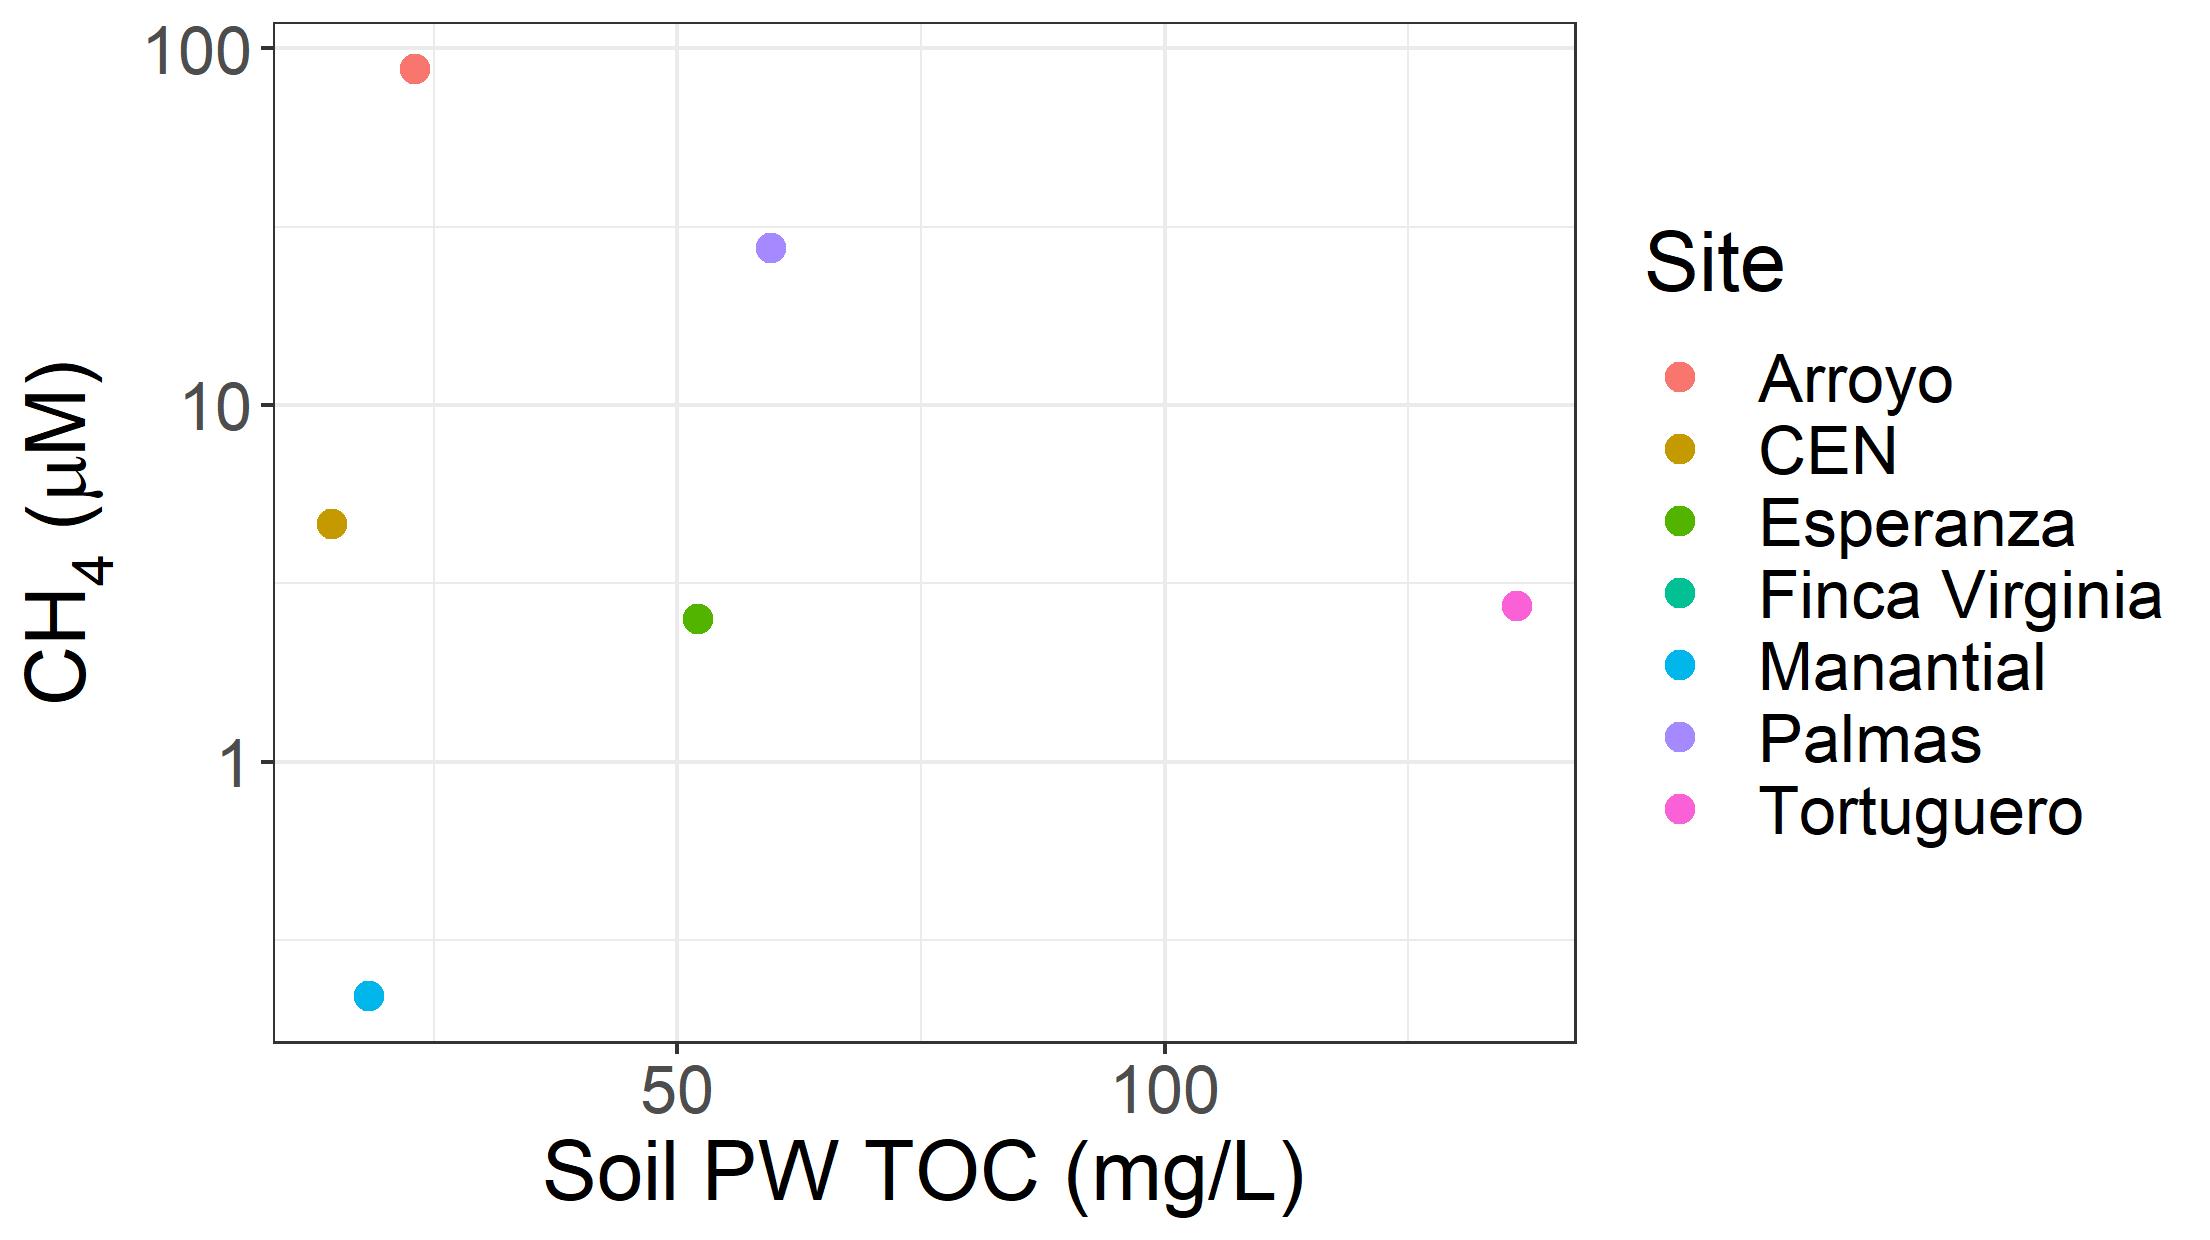 100
10
1
CH4 (μM)
50
100
Soil PW TOC (mg/L)
Site
Arroyo
CEN
Esperanza
Finca Virginia
Manantial
Palmas
Tortuguero